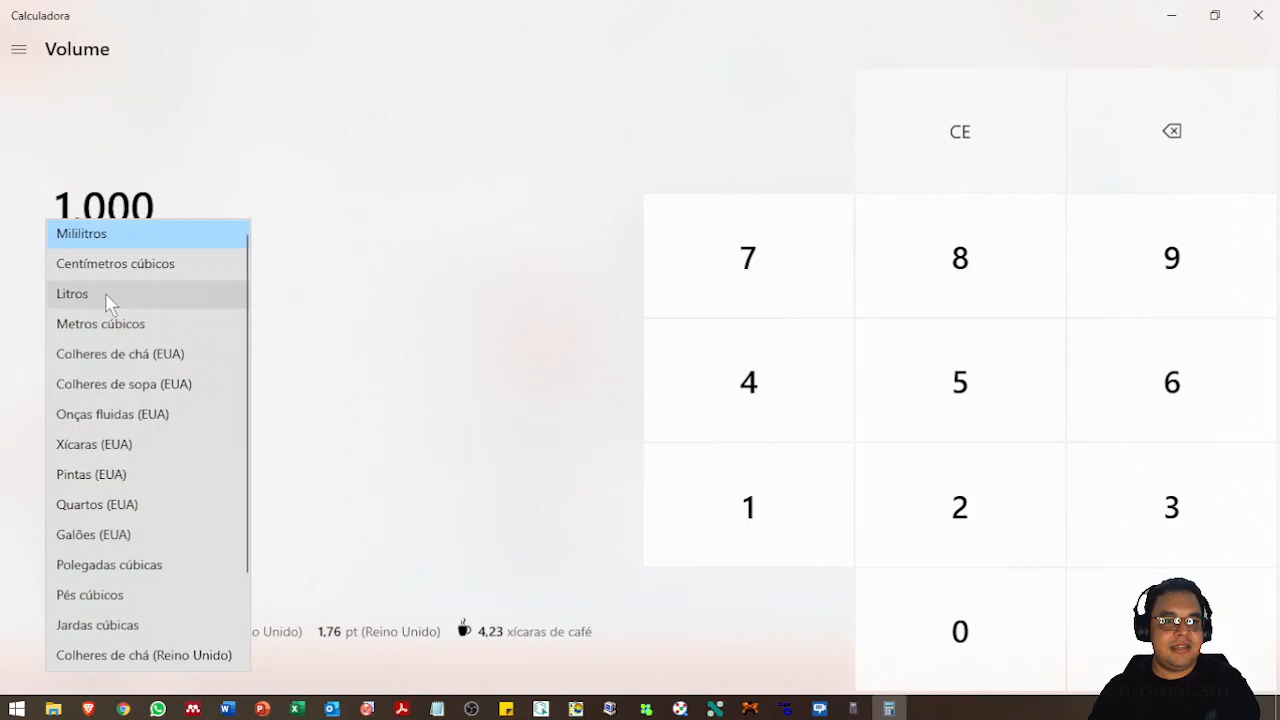 Calculadora
Volume
CE
1.000
7 8 9
Mililitros
Centímetros cúbicos
Litros
Metros cúbicos
Colheres de chá (EUA)
Colheres de sopa (EUA)
Onças fluidas (EUA)
Xícaras (EUA)
Pintas (EUA)
Quartos (EUA)
Galões (EUA)
Polegadas cúbicas
Pés cúbicos
Jardas cúbicas
Colheres de chá (Reino Unido)
4 5 6
1 2 3
0
o Unido) 1,76 pt (Reino Unido) 4,23 xícaras de café